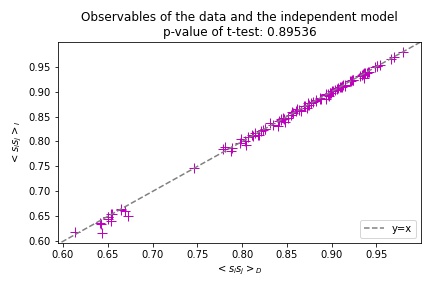 Observables of the data and the independent model
p-value of t-test: 0.89536
< s_i s_j >_I
0.95
0.90
0.85
0.80
0.75
0.70
0.65
0.60
y=x
0.60 0.65 0.70 0.75 0.80 0.85 0.90 0.95
< s_i s_j >_D